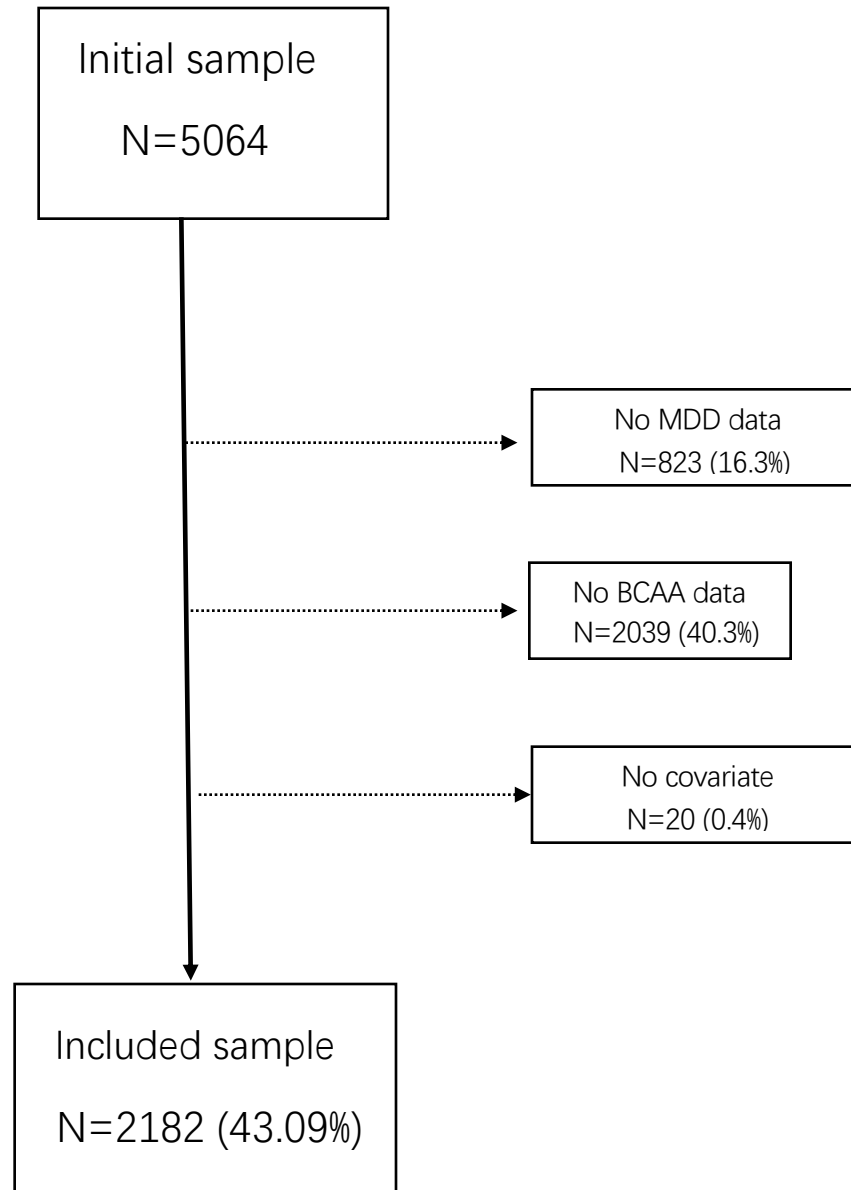 Initial sample
N=5064
No MDD data
N=823 (16.3%)
No BCAA data
N=2039 (40.3%)
No covariate
N=20 (0.4%)
Included sample
N=2182 (43.09%)